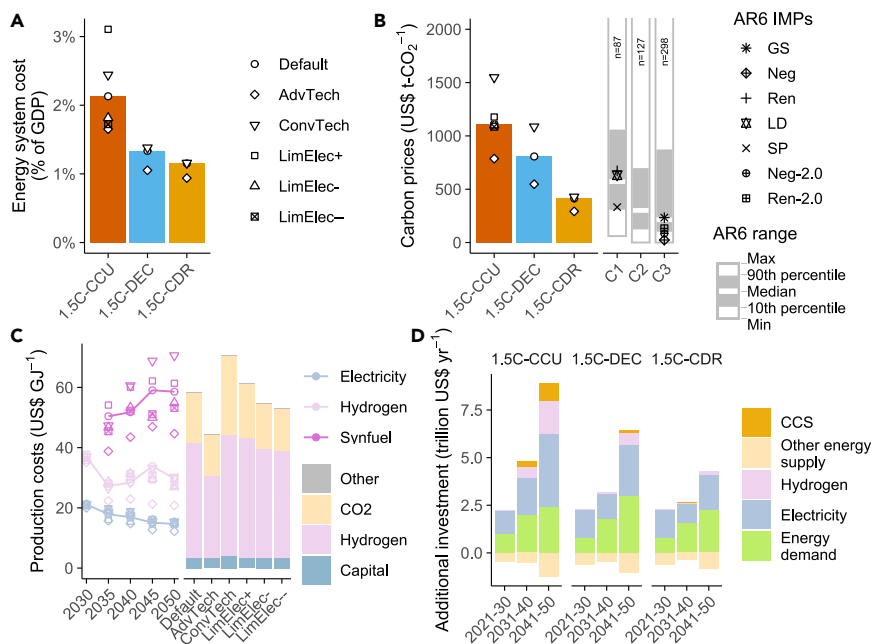 A
Energy system cost
(% of GDP)
3%
2%
1%
0%
1.5C-CCU
1.5C-DEC
1.5C-CDR
Default
AdvTech
ConvTech
LimElec+
LimElec-
LimElec--
B
Carbon prices (US$ t-CO₂⁻¹)
2000
1500
1000
500
0
1.5C-CCU
1.5C-DEC
1.5C-CDR
n=87
n=127
n=298
C1
C2
C3
AR6 IMPs
GS
Neg
Ren
LD
SP
Neg-2.0
Ren-2.0
AR6 range
Max
90th percentile
Median
10th percentile
Min
C
Production costs (US$ GJ⁻¹)
60
40
20
0
2030
2035
2040
2045
2050
Default
AdvTech
ConvTech
LimElec+
LimElec-
LimElec--
Electricity
Hydrogen
Synfuel
Other
CO2
Hydrogen
Capital
D
Additional investment (trillion US$ yr⁻¹)
1.5C-CCU
1.5C-DEC
1.5C-CDR
7.5
5.0
2.5
0.0
2021-30
2031-40
2041-50
2021-30
2031-40
2041-50
2021-30
2031-40
2041-50
CCS
Other energy
supply
Hydrogen
Electricity
Energy
demand